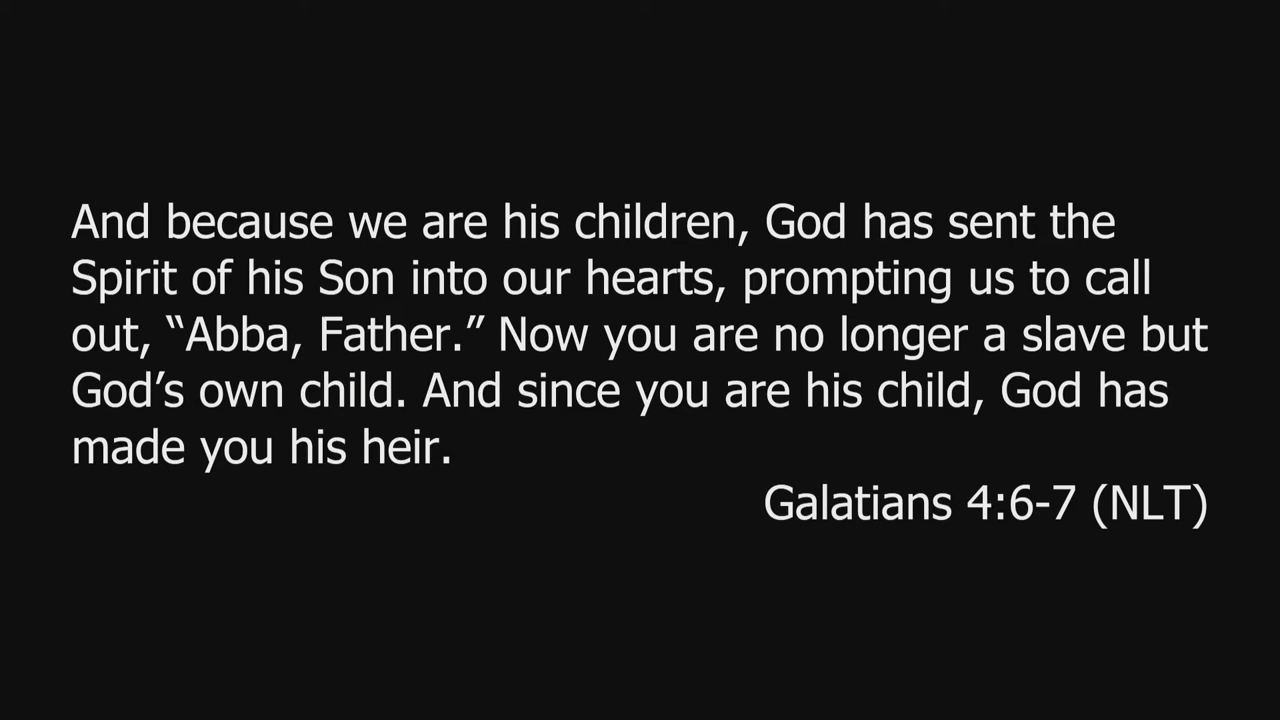 And because we are his children, God has sent the
Spirit of his Son into our hearts, prompting us to call
out, “Abba, Father.” Now you are no longer a slave but
God’s own child. And since you are his child, God has
made you his heir.
Galatians 4:6-7 (NLT)